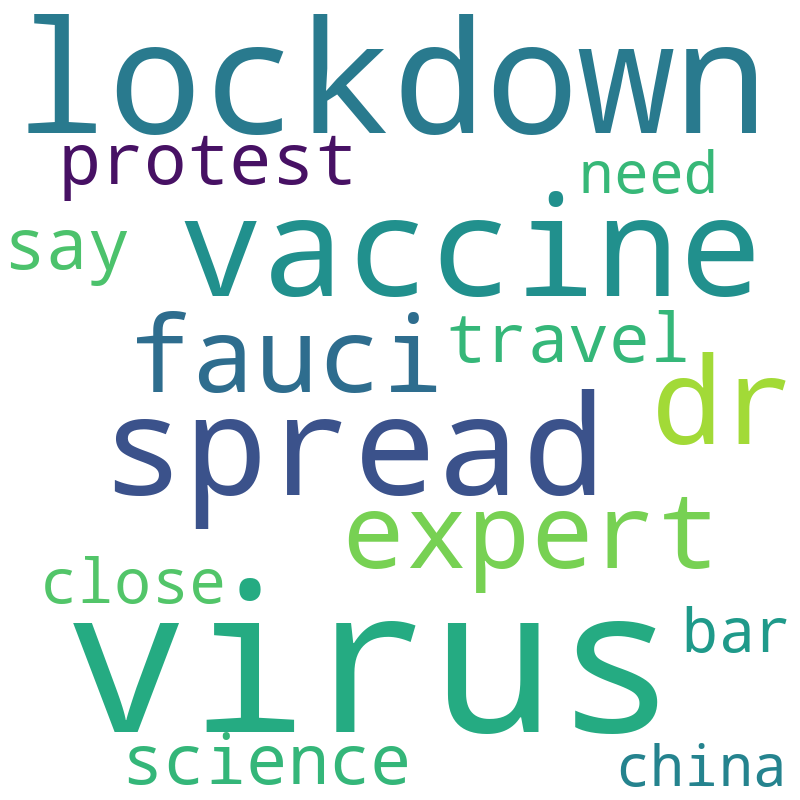 lockdown
protest need
say vaccine
fauci travel
spread dr
expert
close
virus bar
science china